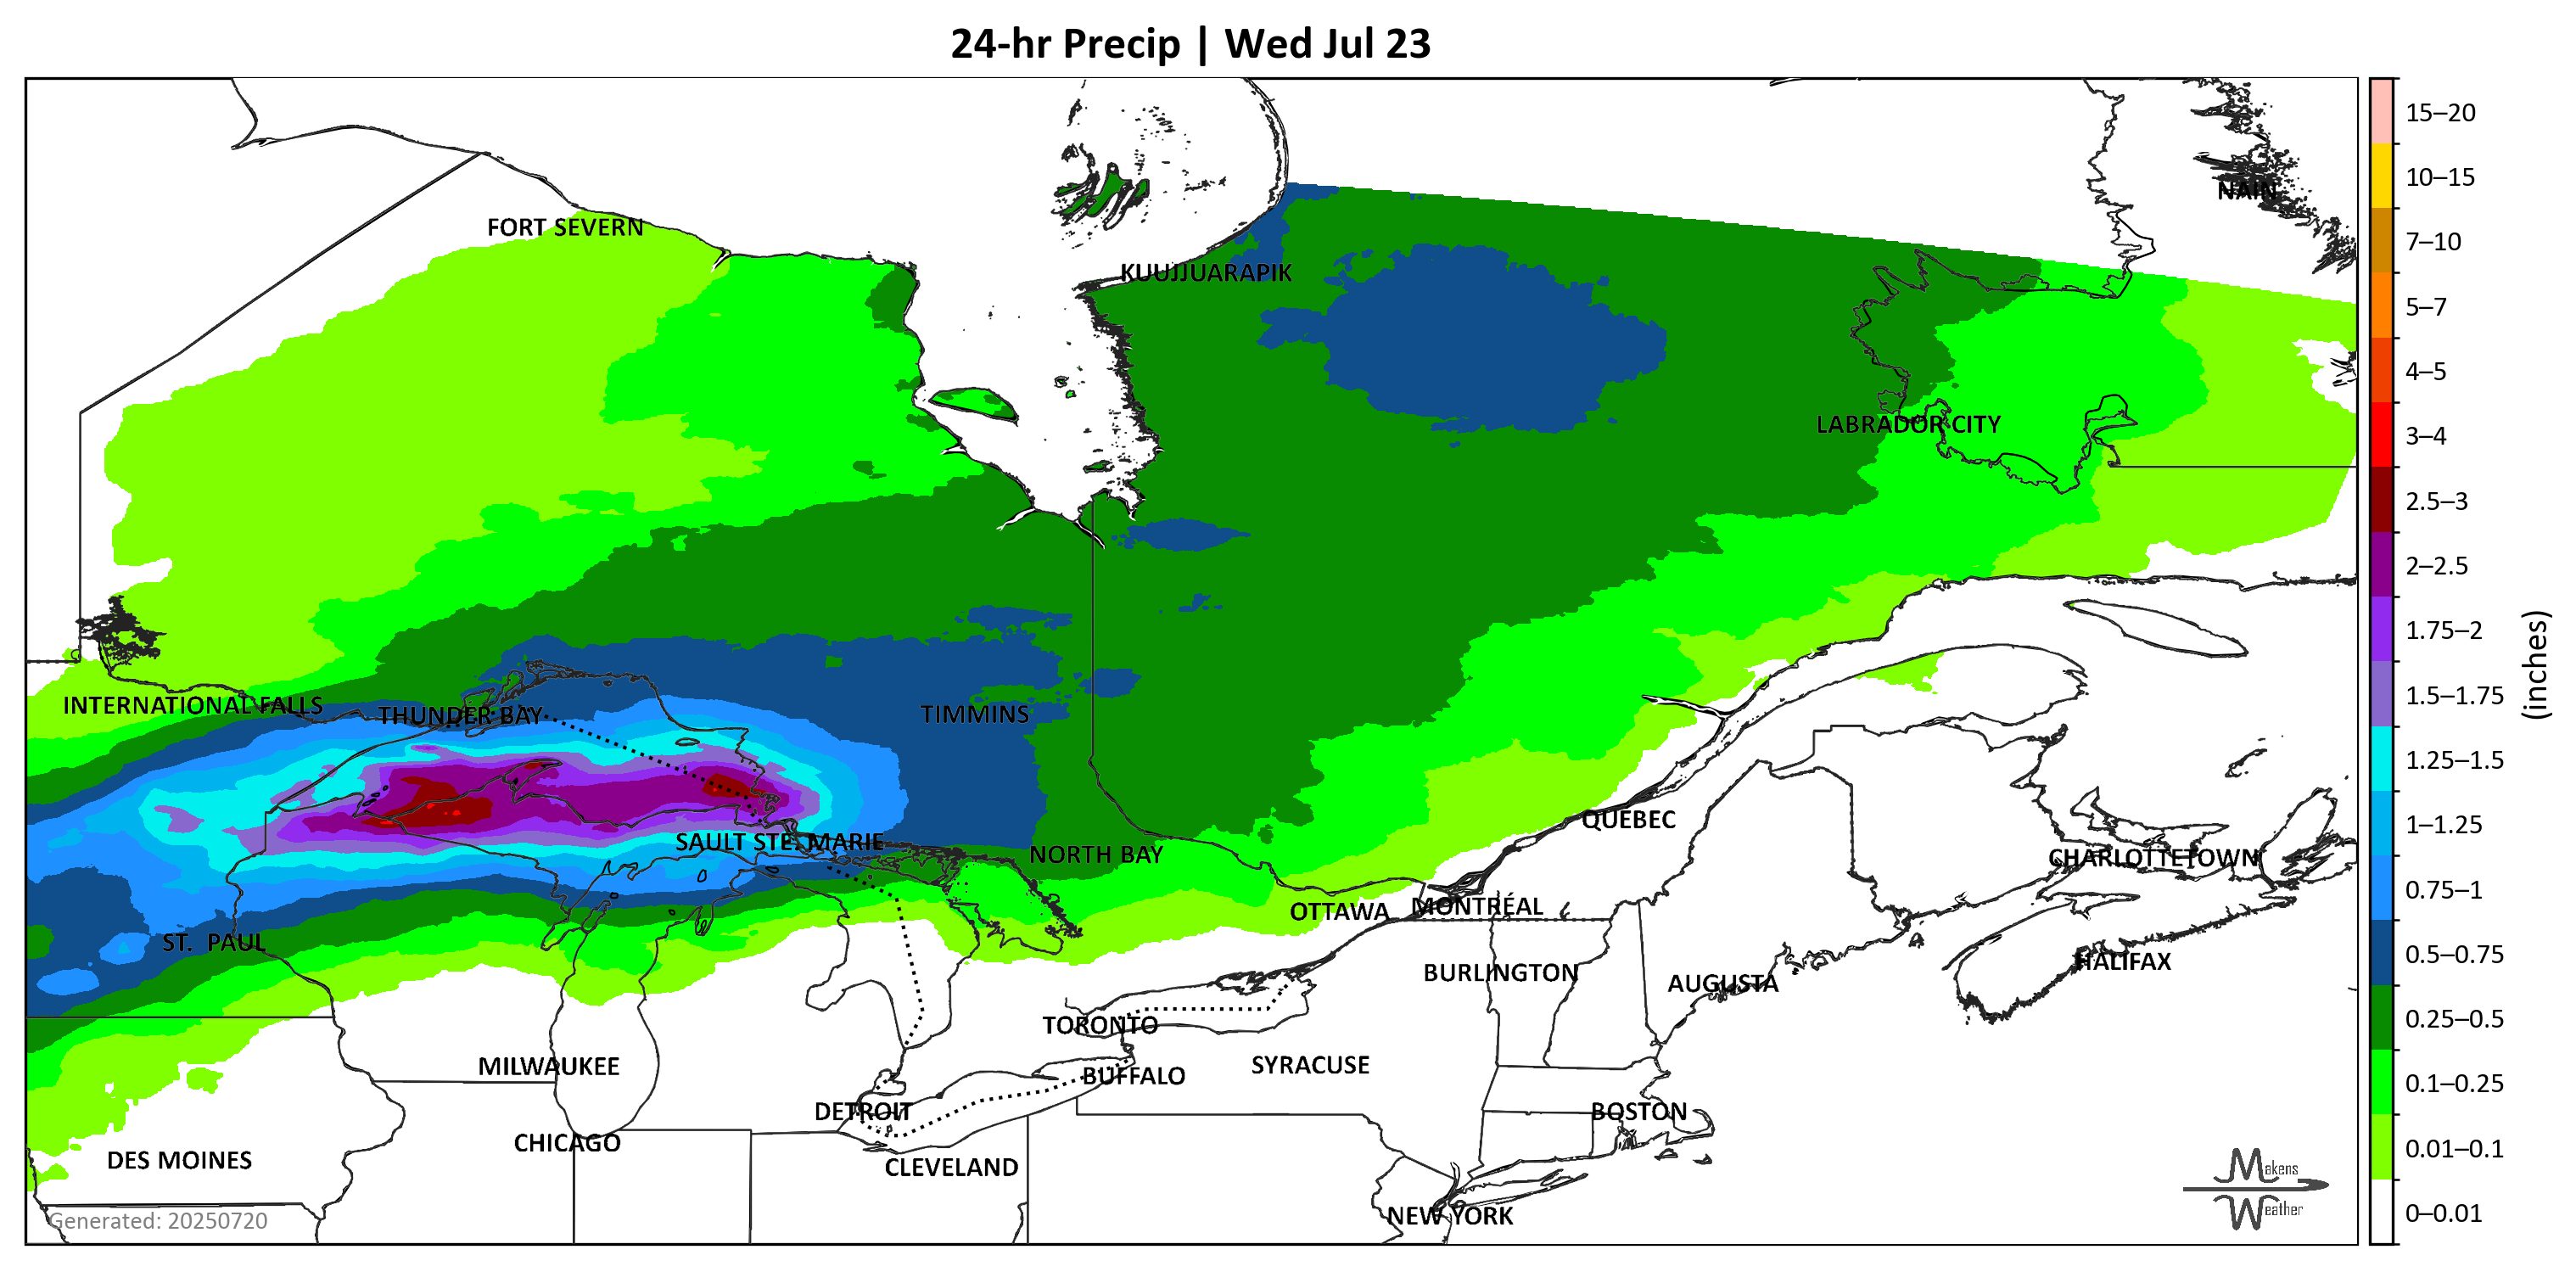 24-hr Precip | Wed Jul 23
NAIN
FORT SEVERN
KUUJJUARAPIK
LABRADOR CITY
INTERNATIONAL FALLS
THUNDER BAY
TIMMINS
SAULT STE. MARIE
NORTH BAY
QUEBEC
CHARLOTTETOWN
OTTAWA
MONTRÉAL
ST. PAUL
BURLINGTON
AUGUSTA
HALIFAX
TORONTO
MILWAUKEE
BUFFALO
SYRACUSE
DETROIT
BOSTON
CHICAGO
DES MOINES
CLEVELAND
NEW YORK
Generated: 20250720
Makens
Weather
15–20
10–15
7–10
5–7
4–5
3–4
2.5–3
2–2.5
1.75–2
1.5–1.75
1.25–1.5
1–1.25
0.75–1
0.5–0.75
0.25–0.5
0.1–0.25
0.01–0.1
0–0.01
(inches)